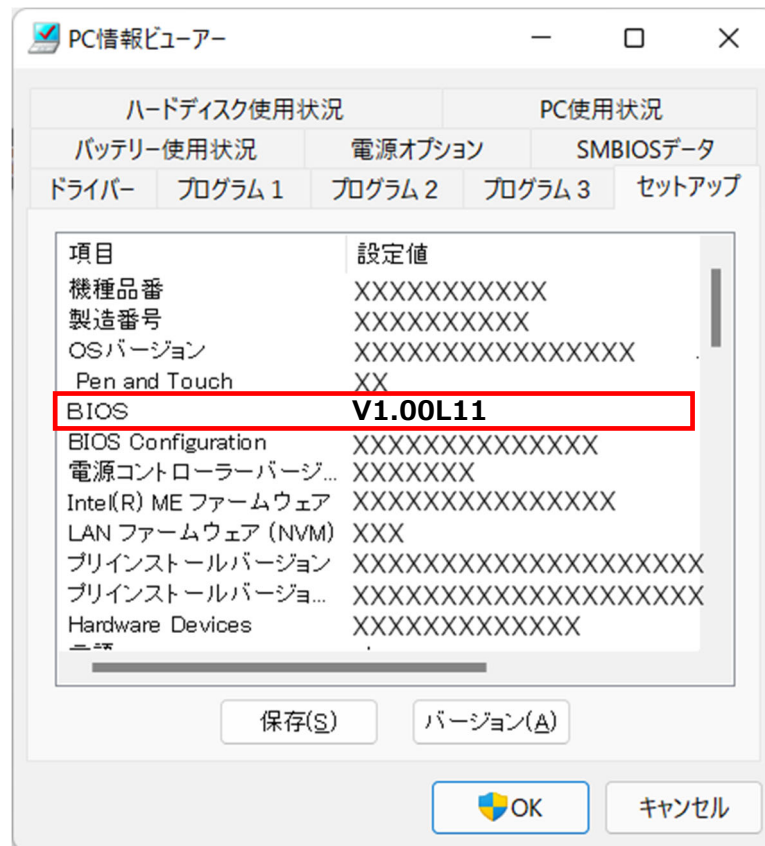 PC情報ビューアー
ハードディスク使用状況 PC使用状況
バッテリー使用状況 電源オプション SMBIOSデータ
ドライバー プログラム 1 プログラム 2 プログラム 3 セットアップ
項目 設定値
機種品番 XXXXXXXXXXX
製造番号 XXXXXXXXXX
OSバージョン XXXXXXXXXXXXXXXX .
Pen and Touch XX
BIOS V1.00L11
BIOS Configuration XXXXXXXXXXXXXX
電源コントローラーバージ... XXXXXXX
Intel(R) ME ファームウェア XXXXXXXXXXXXXXX
LAN ファームウェア (NVM) XXX
プリインストールバージョン XXXXXXXXXXXXXXXXXXXX
プリインストールバージョ... XXXXXXXXXXXXXXXXXXXX
Hardware Devices XXXXXXXXXXXXX
保存(S) バージョン(A)
OK キャンセル